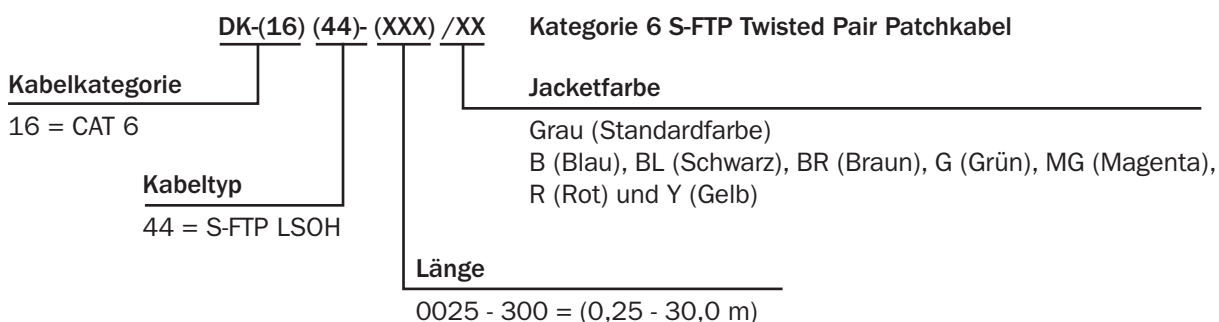 DK-(16) (44)- (XXX) /XX Kategorie 6 S-FTP Twisted Pair Patchkabel
Kabelkategorie
16 = CAT 6
Kabeltyp
44 = S-FTP LSOH
Länge
0025 - 300 = (0,25 - 30,0 m)
Jacketfarbe
Grau (Standardfarbe)
B (Blau), BL (Schwarz), BR (Braun), G (Grün), MG (Magenta),
R (Rot) und Y (Gelb)